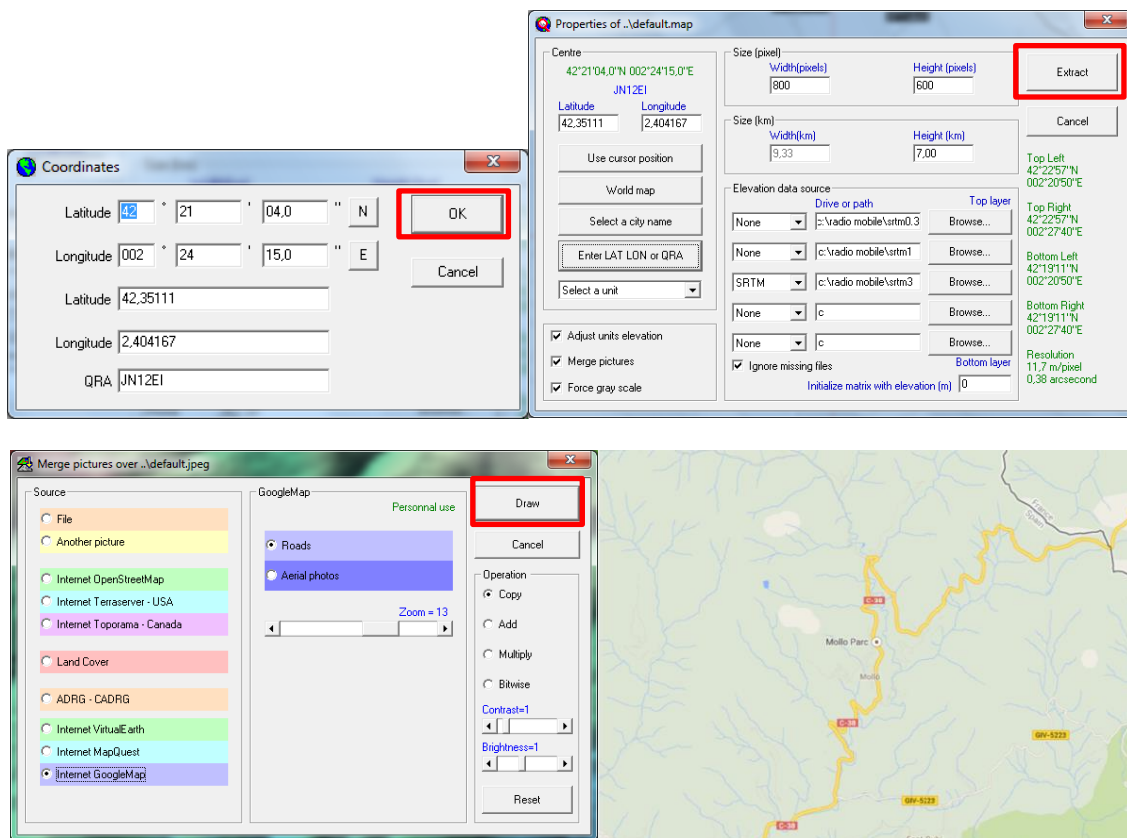 Properties of ..\default.map
Centre
42°21'04,0''N 002°24'15,0''E
JN12EI
Latitude Longitude
42,35111 2,404167
Use cursor position
World map
Select a city name
Enter LAT LON or QRA
Select a unit
Adjust units elevation
Merge pictures
Force gray scale
Size (pixel)
Width(pixels) Height (pixels)
800 600
Size (km)
Width(km) Height (km)
9,33 7,00
Elevation data source
Drive or path Top layer
None c:\radio mobile\srtm0.3 Browse...
None c:\radio mobile\srtm1 Browse...
SRTM c:\radio mobile\srtm3 Browse...
None c Browse...
None c Browse...
Ignore missing files Bottom layer
Initialize matrix with elevation (m) 0
Extract
Cancel
Top Left
42°22'57''N
002°20'50''E
Top Right
42°22'57''N
002°27'40''E
Bottom Left
42°19'11''N
002°20'50''E
Bottom Right
42°19'11''N
002°27'40''E
Resolution
11,7 m/pixel
0,38 arcsecond
Coordinates
Latitude 42 ° 21 ' 04,0 '' N
Longitude 002 ° 24 ' 15,0 '' E
Latitude 42,35111
Longitude 2,404167
QRA JN12EI
OK
Cancel
Merge pictures over ..\default.jpeg
Source
File
Another picture
Internet OpenStreetMap
Internet Terraserver - USA
Internet Toporama - Canada
Land Cover
ADRG - CADRG
Internet VirtualEarth
Internet MapQuest
Internet GoogleMap
GoogleMap
Personnal use
Roads
Aerial photos
Zoom = 13
Draw
Cancel
Operation
Copy
Add
Multiply
Bitwise
Contrast=1
Brightness=1
Reset
France
Spain
C-38
Mollo Parc
Molló
C-38
GIV-5223
GIV-5223
C-38